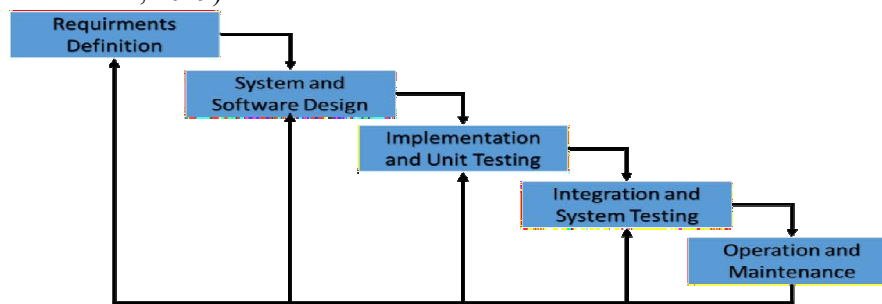 Requirments
Definition
System and
Software Design
Implementation
and Unit Testing
Integration and
System Testing
Operation and
Maintenance